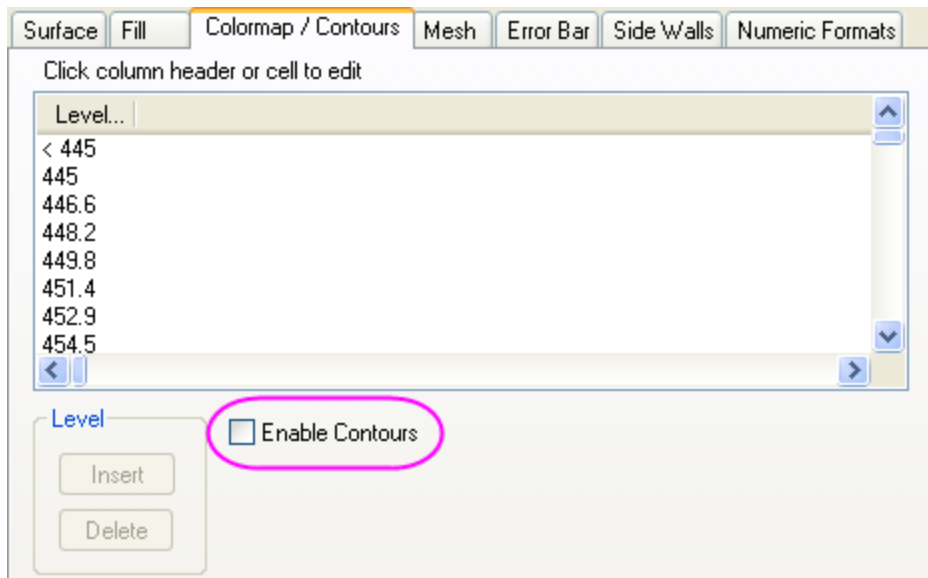 Surface Fill Colormap / Contours Mesh Error Bar Side Walls Numeric Formats
Click column header or cell to edit
Level...
< 445
445
446.6
448.2
449.8
451.4
452.9
454.5
Level
Enable Contours
Insert
Delete